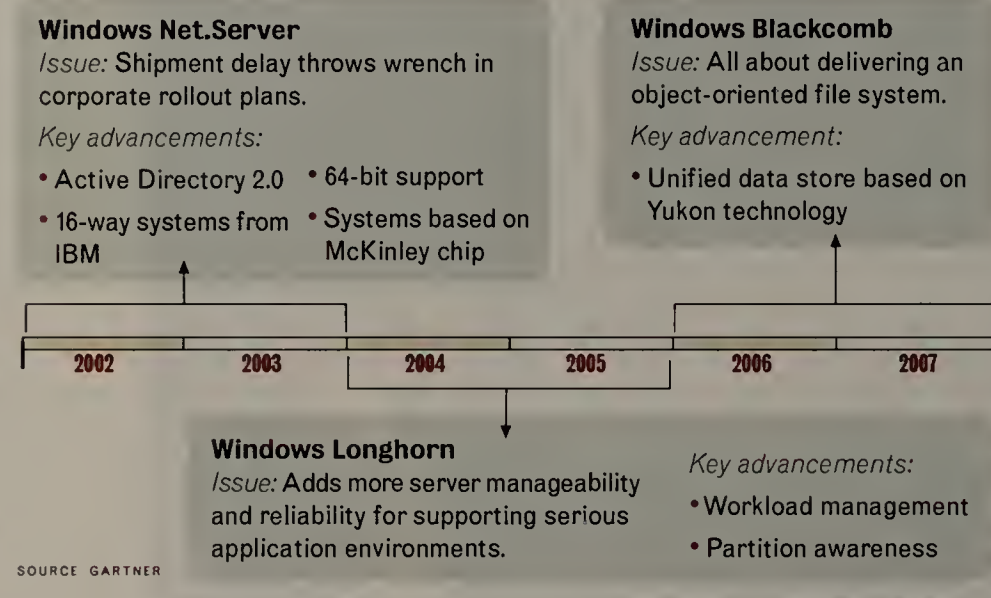 Windows Net.Server
Issue: Shipment delay throws wrench in
corporate rollout plans.
Key advancements:
• Active Directory 2.0
• 16-way systems from
IBM
• 64-bit support
• Systems based on
McKinley chip
Windows Blackcomb
Issue: All about delivering an
object-oriented file system.
Key advancement:
• Unified data store based on
Yukon technology
2002 2003 2004 2005 2006 2007
Windows Longhorn
Issue: Adds more server manageability
and reliability for supporting serious
application environments.
Key advancements:
• Workload management
• Partition awareness
SOURCE GARTNER